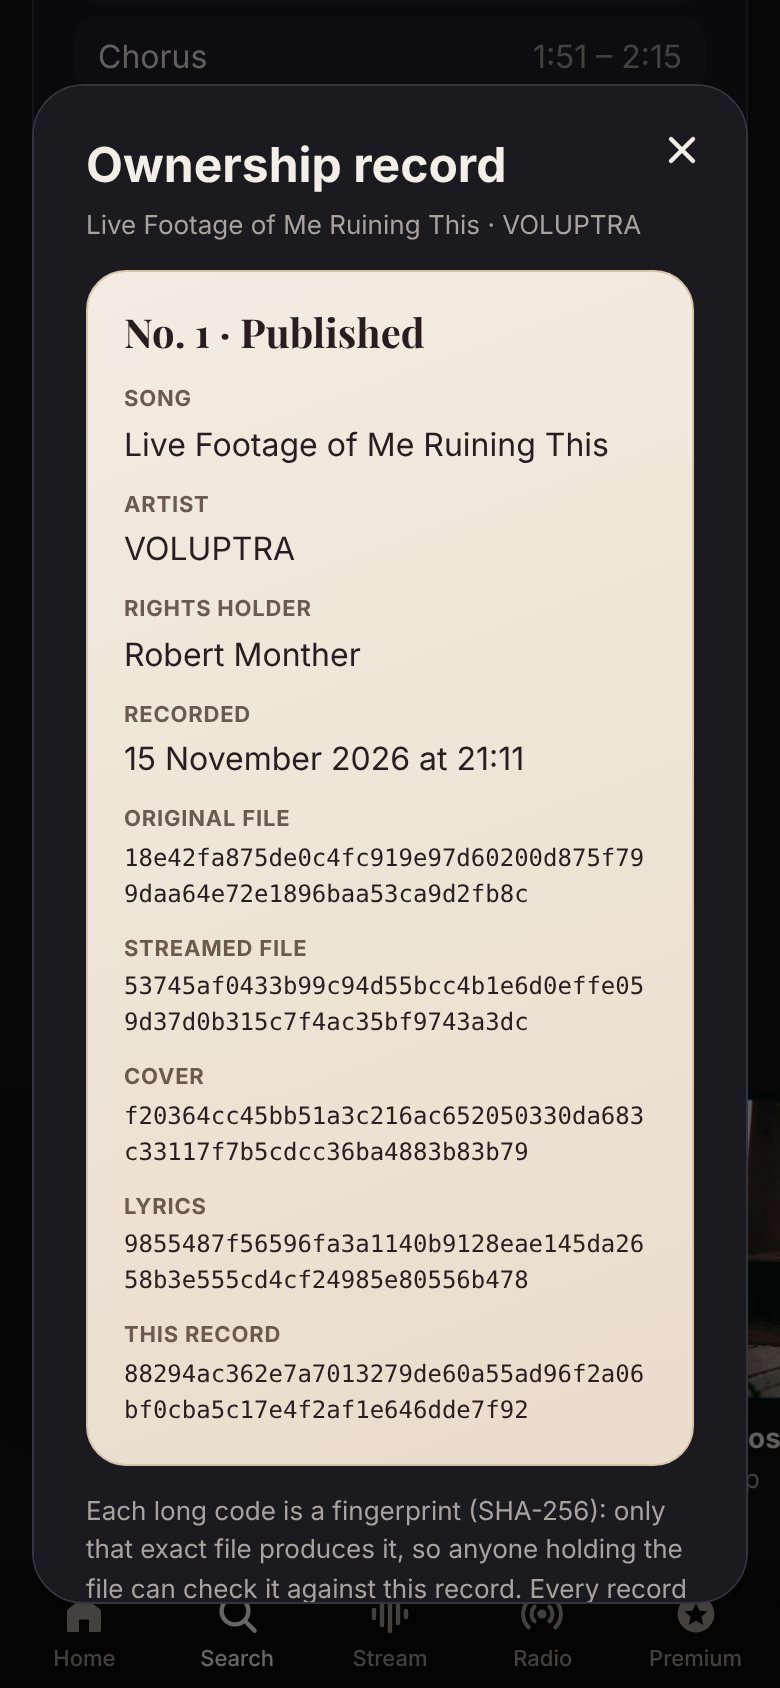 Chorus 1:51 – 2:15
Ownership record
Live Footage of Me Ruining This · VOLUPTRA
No. 1 · Published
SONG
Live Footage of Me Ruining This
ARTIST
VOLUPTRA
RIGHTS HOLDER
Robert Monther
RECORDED
15 November 2026 at 21:11
ORIGINAL FILE
18e42fa875de0c4fc919e97d60200d875f79
9daa64e72e1896baa53ca9d2fb8c
STREAMED FILE
53745af0433b99c94d55bcc4b1e6d0effe05
9d37d0b315c7f4ac35bf9743a3dc
COVER
f20364cc45bb51a3c216ac652050330da683
c33117f7b5cdcc36ba4883b83b79
LYRICS
9855487f56596fa3a1140b9128eae145da26
58b3e555cd4cf24985e80556b478
THIS RECORD
88294ac362e7a7013279de60a55ad96f2a06
bf0cba5c17e4f2af1e646dde7f92
Each long code is a fingerprint (SHA-256): only
that exact file produces it, so anyone holding the
file can check it against this record. Every record
Home Search Stream Radio Premium